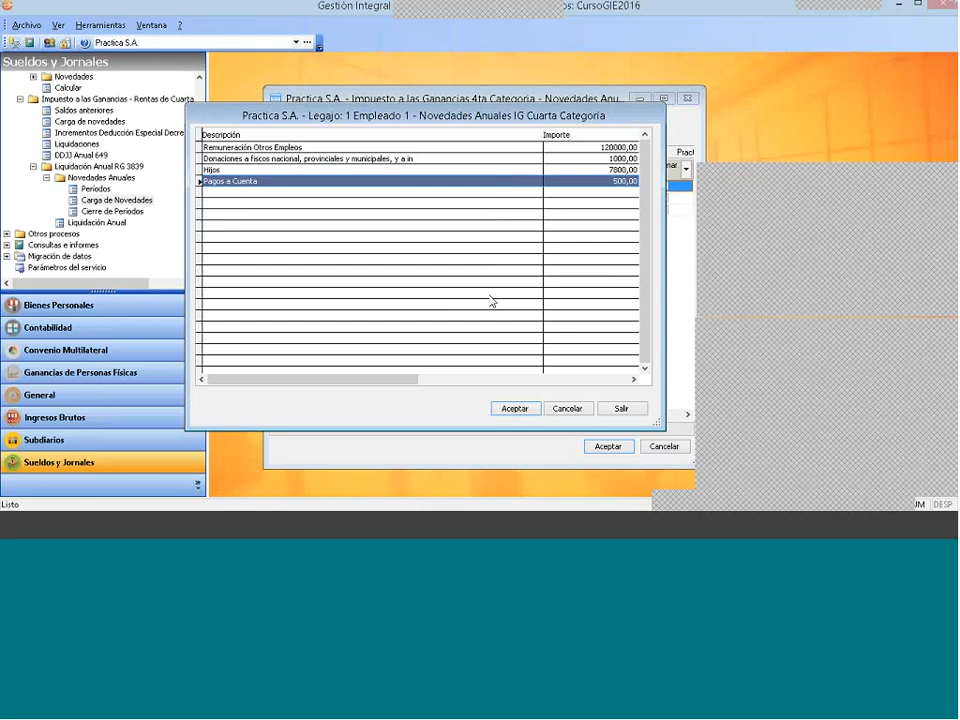 Gestión Integral
os: CursoGIE2016
Archivo Ver Herramientas Ventana ?
Practica S.A.
Sueldos y Jornales
Novedades
Calcular
Impuesto a las Ganancias - Rentas de Cuarta
Saldos anteriores
Carga de novedades
Incrementos Deducción Especial Decre
Liquidaciones
DDJJ Anual 649
Liquidación Anual RG 3839
Novedades Anuales
Períodos
Carga de Novedades
Cierre de Períodos
Liquidación Anual
Otros procesos
Consultas e informes
Migración de datos
Parámetros del servicio
Bienes Personales
Contabilidad
Convenio Multilateral
Ganancias de Personas Físicas
General
Ingresos Brutos
Subdiarios
Sueldos y Jornales
Practica S.A. - Impuesto a las Ganancias 4ta Categoria - Novedades Anu...
Pract
nar
Practica S.A. - Legajo: 1 Empleado 1 - Novedades Anuales IG Cuarta Categoría
Descripción Importe
Remuneración Otros Empleos 120000,00
Donaciones a fiscos nacional, provinciales y municipales, y a in 1000,00
Hijos 7800,00
Pagos a Cuenta 500,00
Aceptar Cancelar Salir
Aceptar Cancelar
Listo
IM DESP